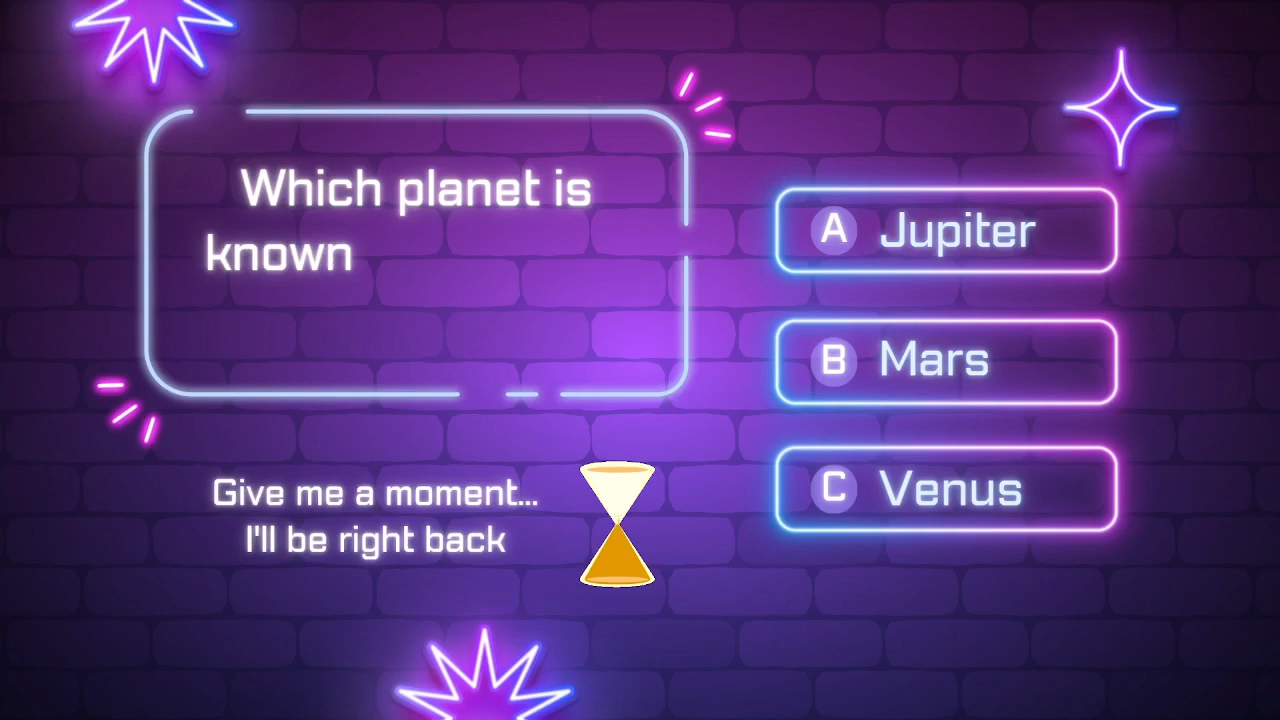 Which planet is
known
A Jupiter
B Mars
C Venus
Give me a moment...
I'll be right back